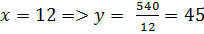 x = 12 => y = 540/12 = 45